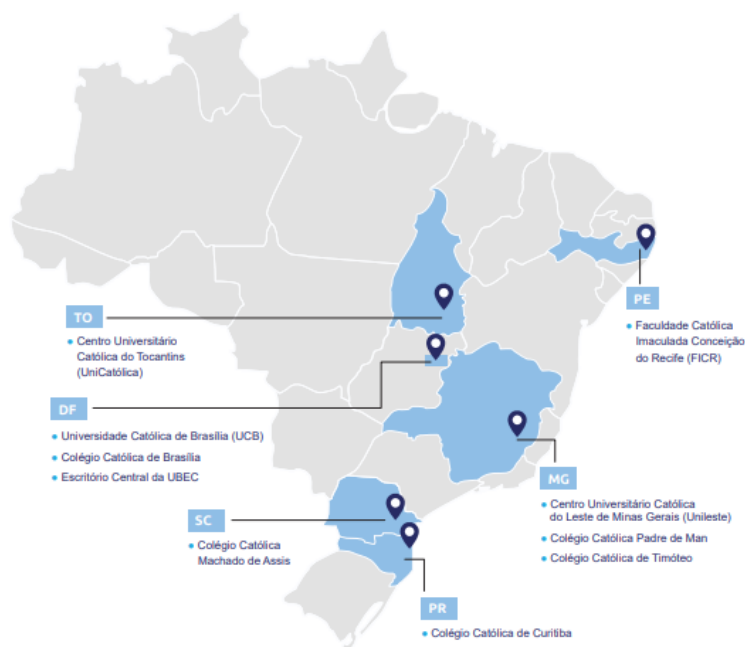 PE
• Faculdade Católica
Imaculada Conceição
do Recife (FICR)
TO
• Centro Universitário
Católica do Tocantins
(UniCatólica)
DF
• Universidade Católica de Brasília (UCB)
• Colégio Católica de Brasília
• Escritório Central da UBEC
MG
• Centro Universitário Católica
do Leste de Minas Gerais (Unileste)
• Colégio Católica Padre de Man
• Colégio Católica de Timóteo
SC
• Colégio Católica
Machado de Assis
PR
• Colégio Católica de Curitiba